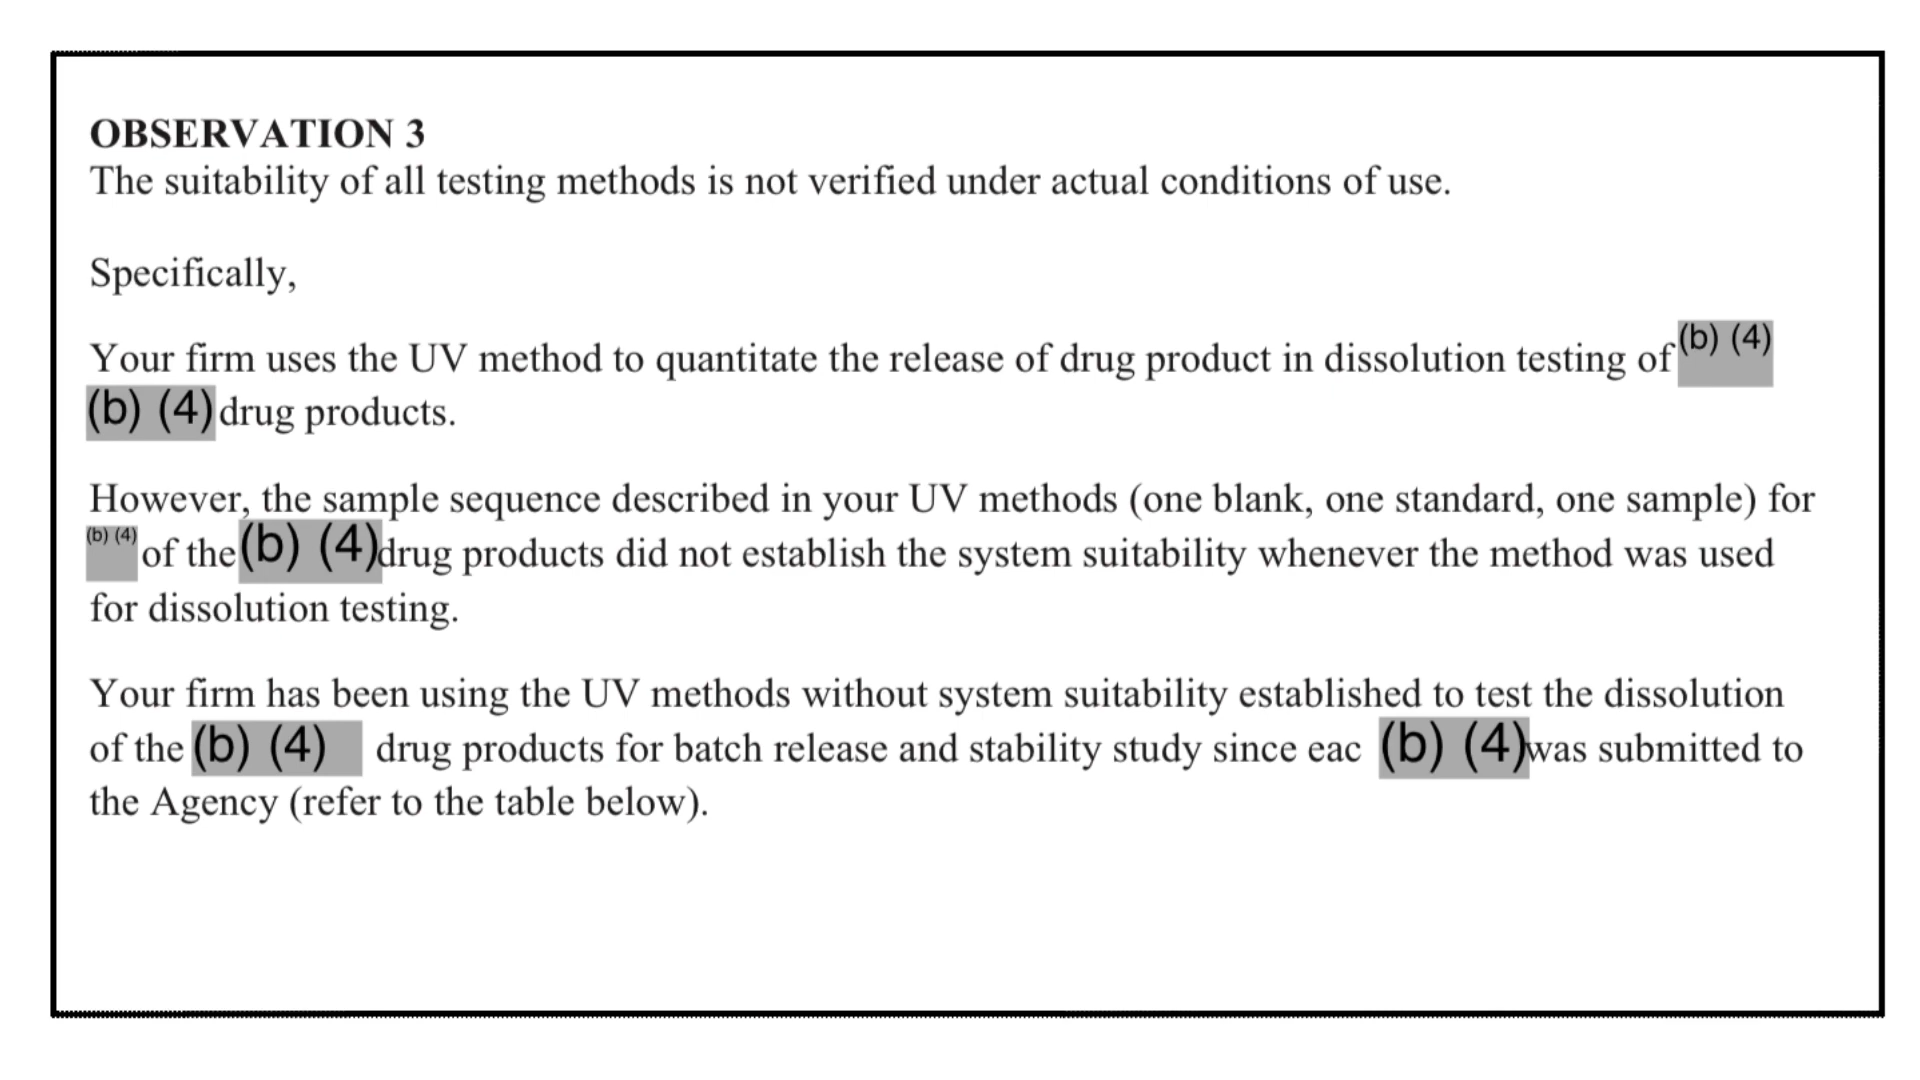 OBSERVATION 3
The suitability of all testing methods is not verified under actual conditions of use.
Specifically,
Your firm uses the UV method to quantitate the release of drug product in dissolution testing of (b) (4)
(b) (4) drug products.
However, the sample sequence described in your UV methods (one blank, one standard, one sample) for
(b) (4) of the (b) (4) drug products did not establish the system suitability whenever the method was used
for dissolution testing.
Your firm has been using the UV methods without system suitability established to test the dissolution
of the (b) (4) drug products for batch release and stability study since eac (b) (4) was submitted to
the Agency (refer to the table below).